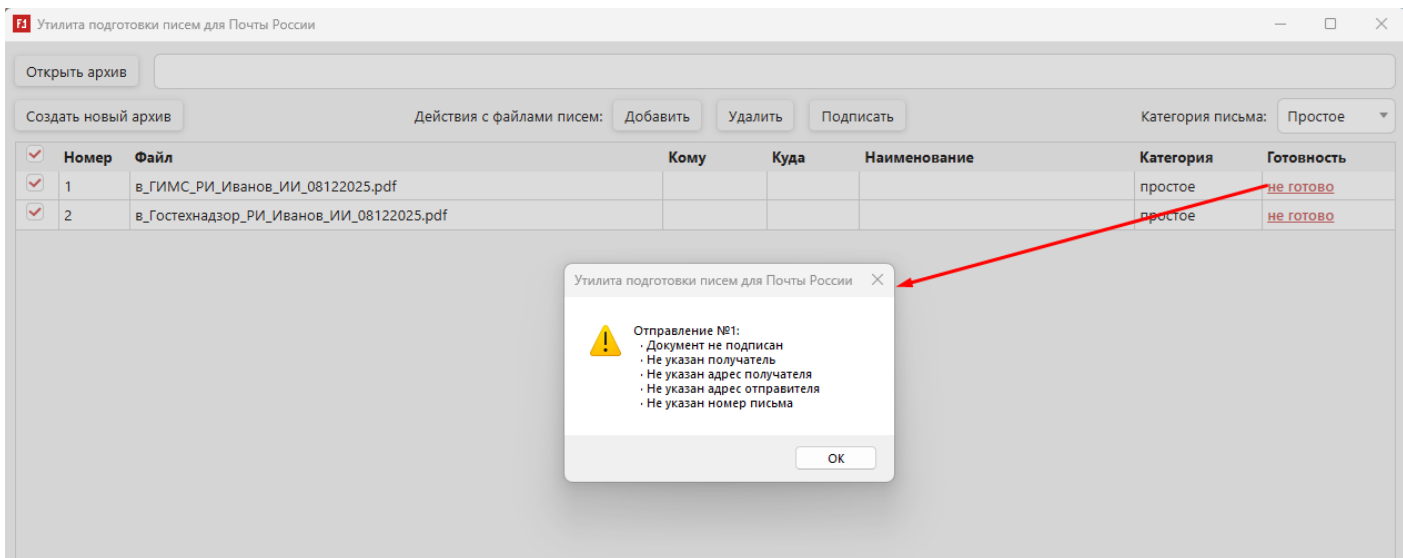 Утилита подготовки писем для Почты России
Открыть архив
Создать новый архив Действия с файлами писем: Добавить Удалить Подписать Категория письма: Простое
Номер Файл Кому Куда Наименование Категория Готовность
1 в_ГИМС_РИ_Иванов_ИИ_08122025.pdf простое не готово
2 в_Гостехнадзор_РИ_Иванов_ИИ_08122025.pdf простое не готово
Утилита подготовки писем для Почты России
Отправление №1:
· Документ не подписан
· Не указан получатель
· Не указан адрес получателя
· Не указан адрес отправителя
· Не указан номер письма
ОК